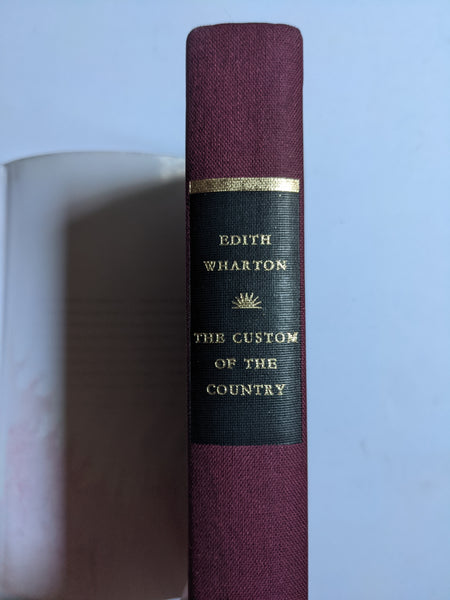 EDITH
WHARTON
THE CUSTOM
OF THE
COUNTRY